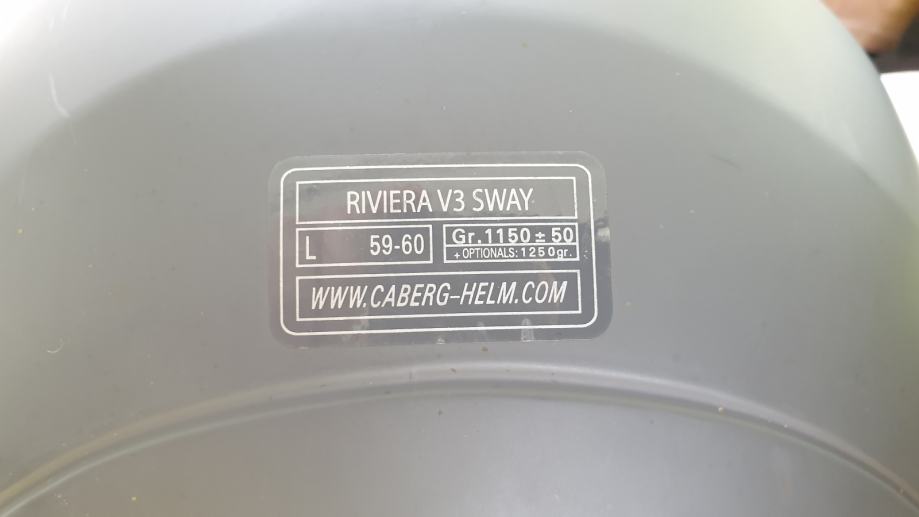 RIVIERA V3 SWAY
L 59-60 Gr.1150 ± 50
+ OPTIONALS: 1250gr.
WWW.CABERG-HELM.COM